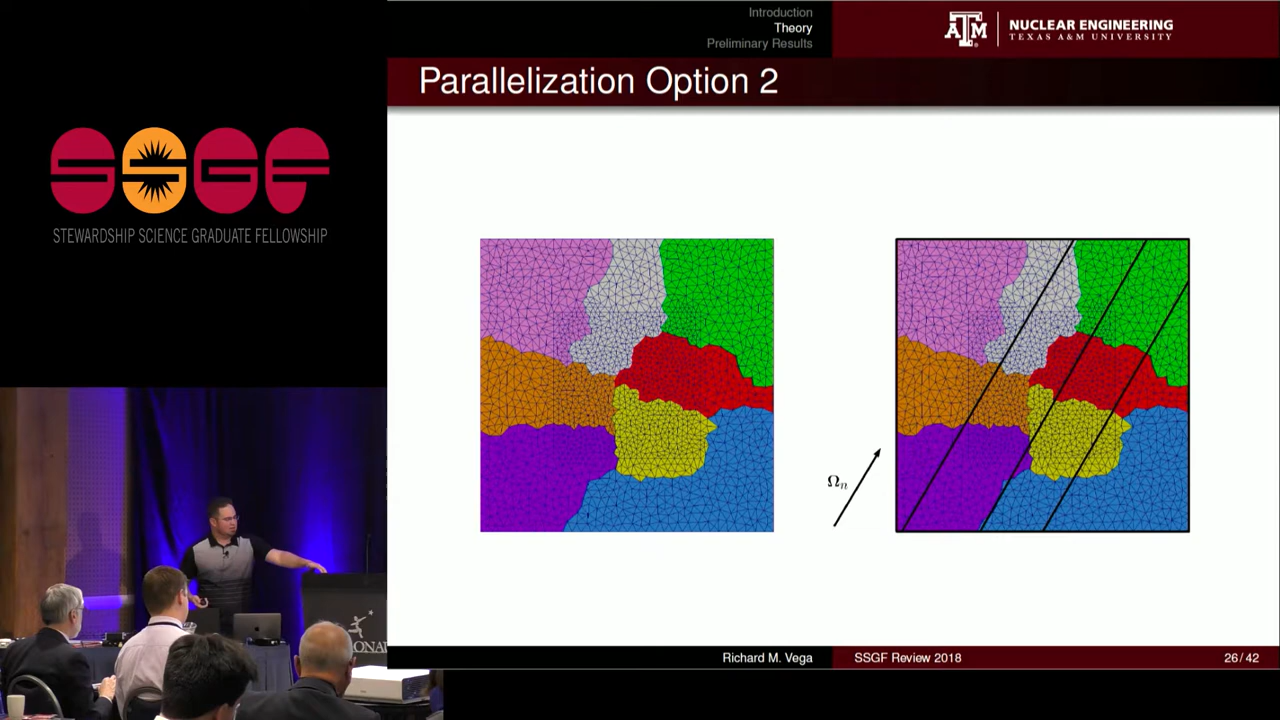 Introduction
Theory
Preliminary Results
ATM
NUCLEAR ENGINEERING
TEXAS A&M UNIVERSITY
Parallelization Option 2
SSGF
STEWARDSHIP SCIENCE GRADUATE FELLOWSHIP
Ωn
Richard M. Vega
SSGF Review 2018
26 / 42